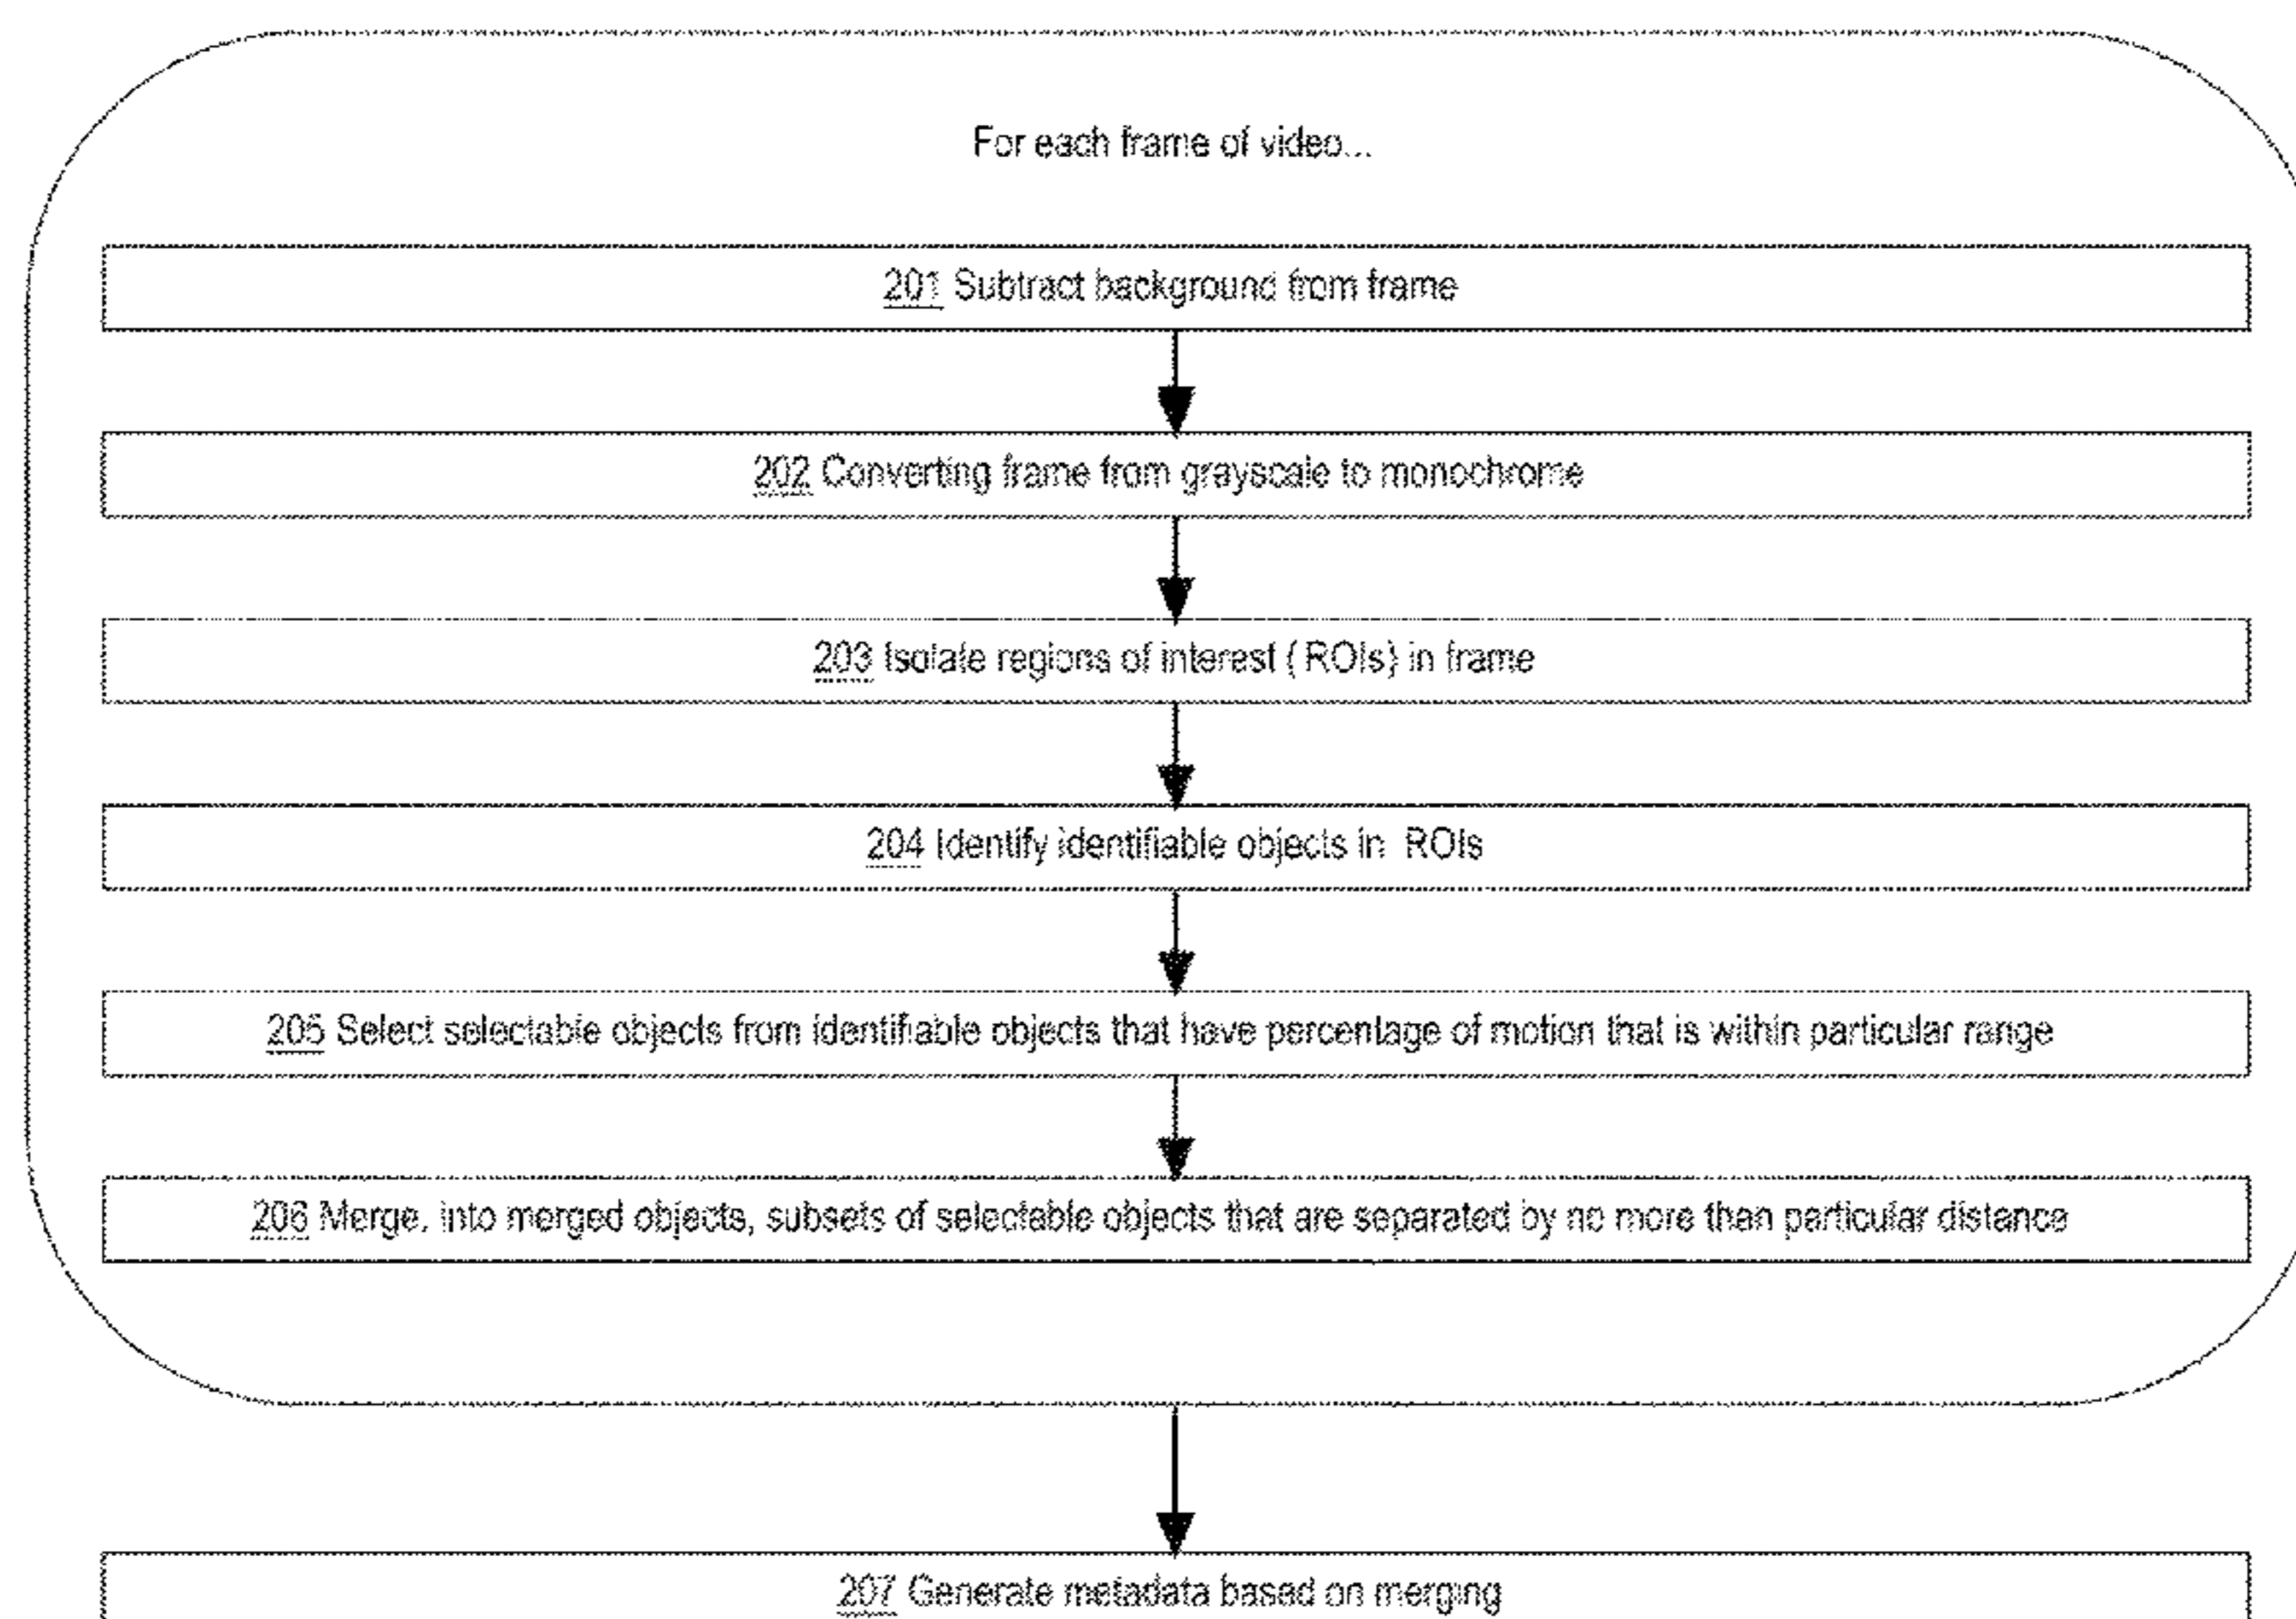 For each frame of video...
201 Subtract background from frame
202 Converting frame from grayscale to monochrome
203 Isolate regions of interest ( ROIs) in frame
204 Identify identifiable objects in ROIs
205 Select selectable objects from identifiable objects that have percentage of motion that is within particular range
206 Merge, into merged objects, subsets of selectable objects that are separated by no more than particular distance
207 Generate metadata based on merging